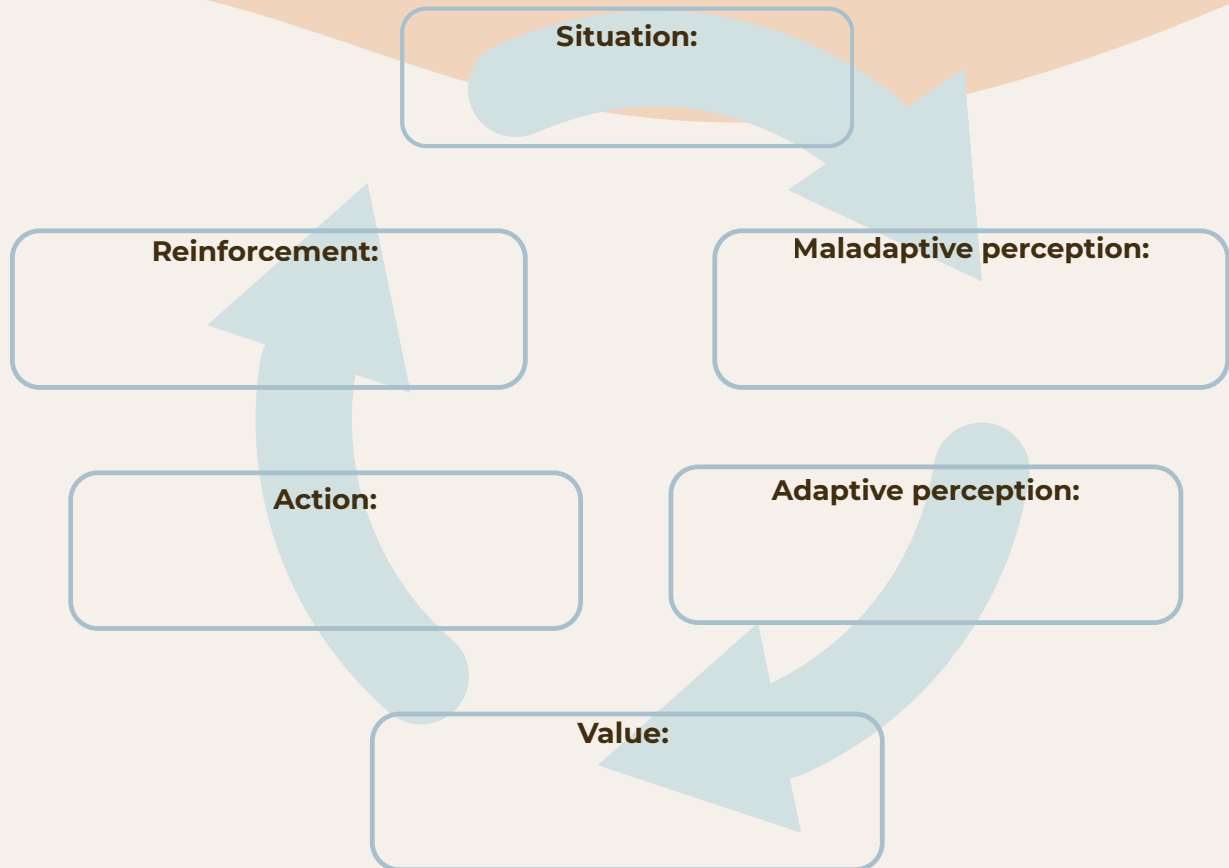 Situation:
Reinforcement:
Maladaptive perception:
Action:
Adaptive perception:
Value: